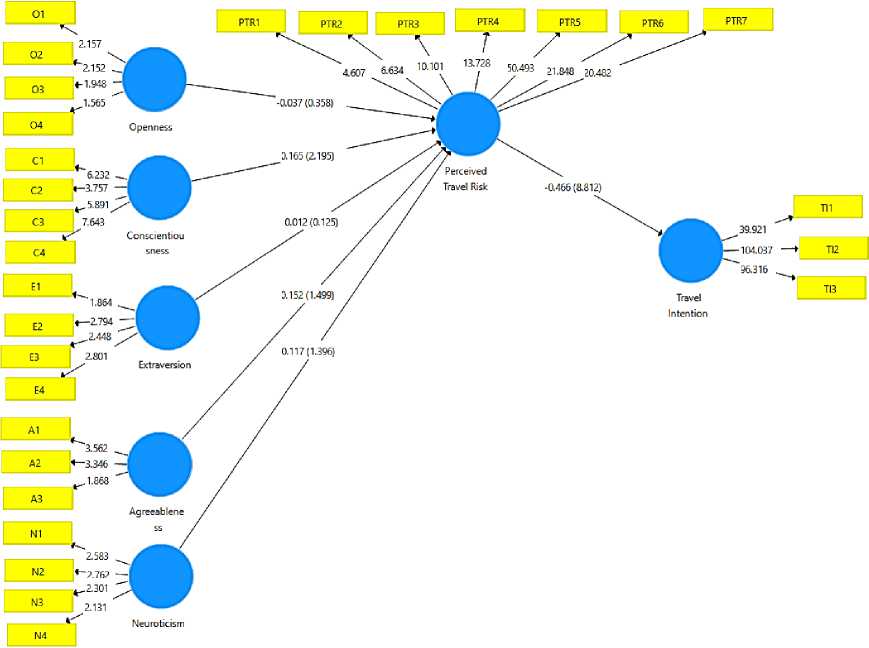 O1
PTR1
PTR2
PTR3
PTR4
PTR5
PTR6
PTR7
2.157
O2
2.152
O3
1.948
1.565
O4
Openness
4.607
6.634
10.101
13.728
50.493
21.848
20.482
-0.037 (0.358)
C1
6.232
C2
3.757
5.891
C3
7.643
C4
Conscientiou
sness
0.165 (2.195)
Perceived
Travel Risk
-0.466 (8.812)
E1
1.864
E2
2.794
2.448
E3
2.801
E4
Extraversion
0.012 (0.125)
TI1
39.921
104.037
TI2
96.316
TI3
Travel
Intention
0.152 (1.499)
A1
3.562
A2
3.346
1.868
A3
Agreeablene
ss
0.117 (1.396)
N1
2.583
N2
2.762
2.301
N3
2.131
N4
Neuroticism